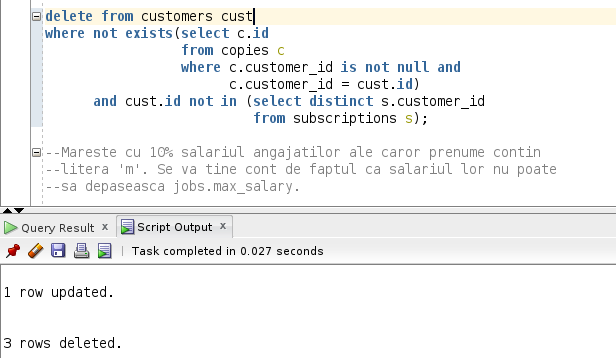 delete from customers cust
where not exists(select c.id
from copies c
where c.customer_id is not null and
c.customer_id = cust.id)
and cust.id not in (select distinct s.customer_id
from subscriptions s);
--Mareste cu 10% salariul angajatilor ale caror prenume contin
--litera 'm'. Se va tine cont de faptul ca salariul lor nu poate
--sa depaseasca jobs.max_salary.
Query Result x Script Output x
Task completed in 0.027 seconds
1 row updated.
3 rows deleted.